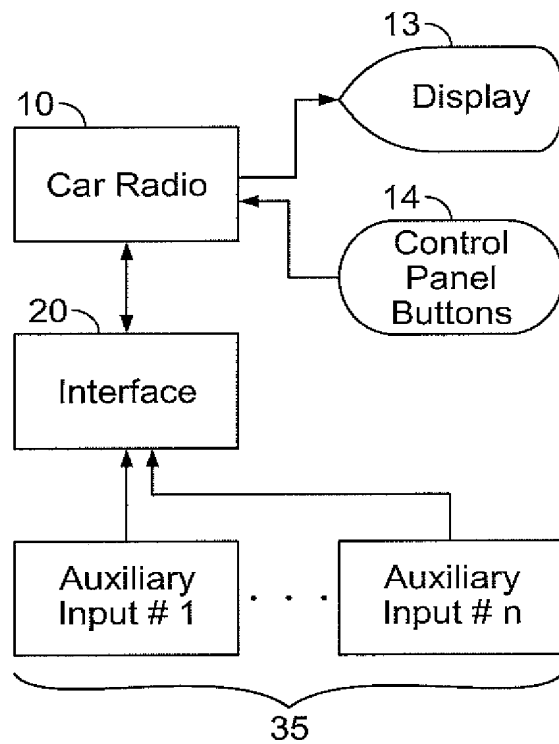 13
Display
10
Car Radio
14
Control
Panel
Buttons
20
Interface
Auxiliary
Input # 1
. . .
Auxiliary
Input # n
35